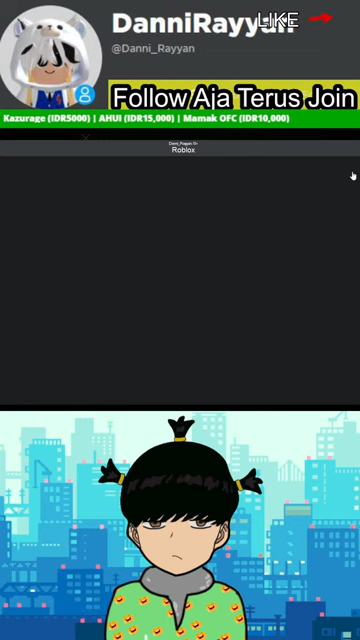 DanniRayyan
LIKE
@Danni_Rayyan
Follow Aja Terus Join
Kazurage (IDR5000) | AHUI (IDR15,000) | Mamak OFC (IDR10,000)
Roblox